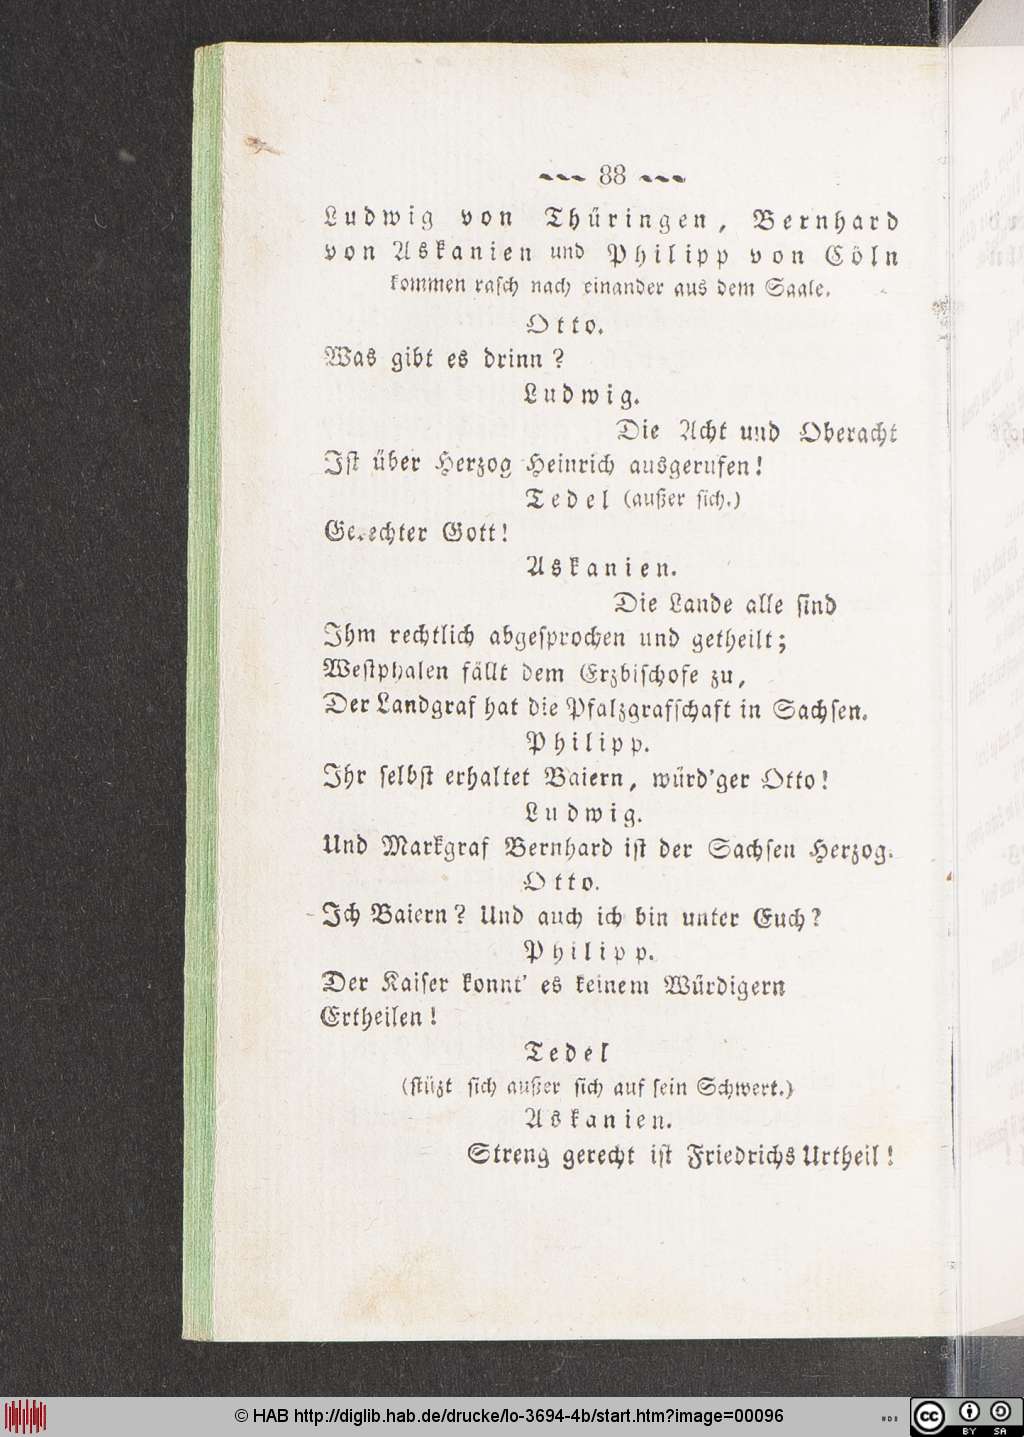 88
Ludwig von Thüringen, Bernhard
von Askanien und Philipp von Cöln
kommen raſch nach einander aus dem Saale.
Otto.
Was gibt es drinn?
Ludwig.
Die Acht und Oberacht
Iſt über Herzog Heinrich ausgerufen!
Tedel (außer ſich.)
Gerechter Gott!
Askanien.
Die Lande alle ſind
Ihm rechtlich abgeſprochen und getheilt;
Weſtphalen fällt dem Erzbiſchofe zu,
Der Landgraf hat die Pfalzgrafſchaft in Sachſen.
Philipp.
Ihr ſelbſt erhaltet Baiern, würd'ger Otto!
Ludwig.
Und Markgraf Bernhard iſt der Sachſen Herzog.
Otto.
Ich Baiern? Und auch ich bin unter Euch?
Philipp.
Der Kaiſer konnt' es keinem Würdigern
Ertheilen!
Tedel
(ſtüzt ſich außer ſich auf ſein Schwert.)
Askanien.
Streng gerecht iſt Friedrichs Urtheil!
© HAB http://diglib.hab.de/drucke/lo-3694-4b/start.htm?image=00096
cc BY SA